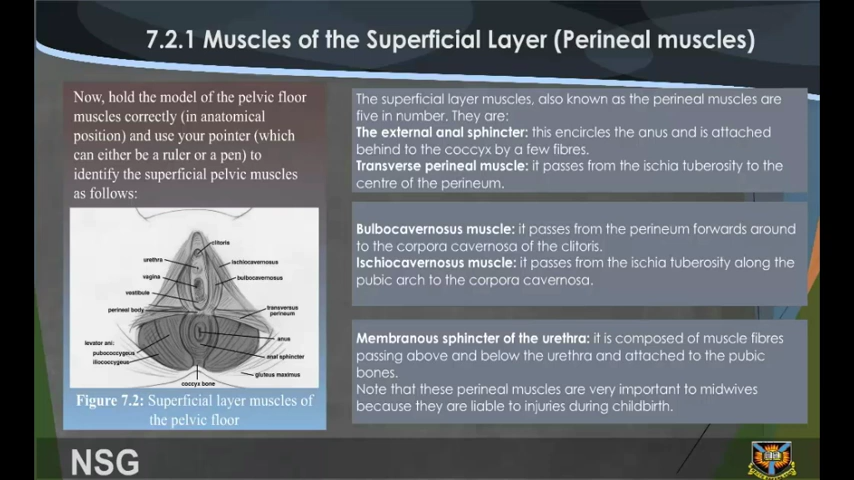 7.2.1 Muscles of the Superficial Layer (Perineal muscles)
Now, hold the model of the pelvic floor
muscles correctly (in anatomical
position) and use your pointer (which
can either be a ruler or a pen) to
identify the superficial pelvic muscles
as follows:
clitoris
urethra
ischiocavernosus
vagina
bulbocavernosus
vestibule
perineal body
transversus
perineum
anus
levator ani:
pubococcygeus
iliococcygeus
anal sphincter
gluteus maximus
coccyx bone
Figure 7.2: Superficial layer muscles of
the pelvic floor
The superficial layer muscles, also known as the perineal muscles are
five in number. They are:
The external anal sphincter: this encircles the anus and is attached
behind to the coccyx by a few fibres.
Transverse perineal muscle: it passes from the ischia tuberosity to the
centre of the perineum.
Bulbocavernosus muscle: it passes from the perineum forwards around
to the corpora cavernosa of the clitoris.
Ischiocavernosus muscle: it passes from the ischia tuberosity along the
pubic arch to the corpora cavernosa.
Membranous sphincter of the urethra: it is composed of muscle fibres
passing above and below the urethra and attached to the pubic
bones.
Note that these perineal muscles are very important to midwives
because they are liable to injuries during childbirth.
NSG